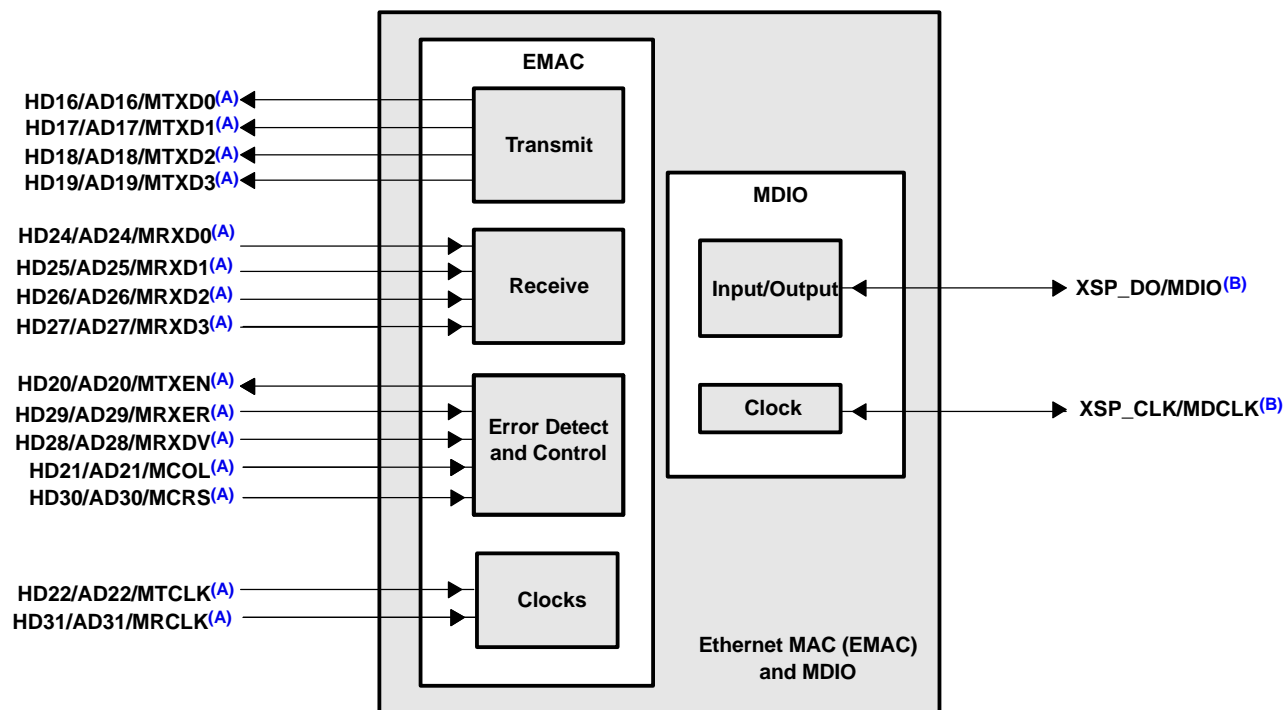 EMAC
HD16/AD16/MTXD0(A)
HD17/AD17/MTXD1(A)
HD18/AD18/MTXD2(A)
HD19/AD19/MTXD3(A)
Transmit
HD24/AD24/MRXD0(A)
HD25/AD25/MRXD1(A)
HD26/AD26/MRXD2(A)
HD27/AD27/MRXD3(A)
Receive
HD20/AD20/MTXEN(A)
HD29/AD29/MRXER(A)
HD28/AD28/MRXDV(A)
HD21/AD21/MCOL(A)
HD30/AD30/MCRS(A)
Error Detect
and Control
HD22/AD22/MTCLK(A)
HD31/AD31/MRCLK(A)
Clocks
MDIO
Input/Output
XSP_DO/MDIO(B)
Clock
XSP_CLK/MDCLK(B)
Ethernet MAC (EMAC)
and MDIO